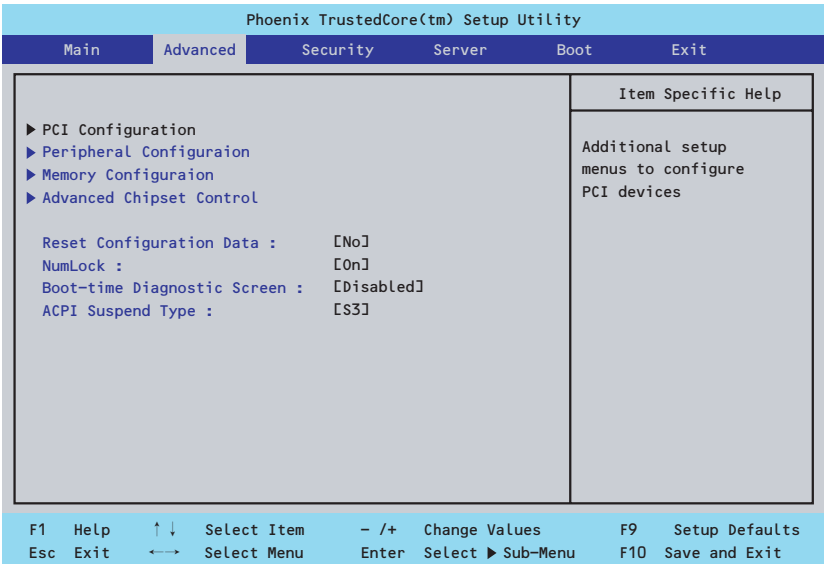 Phoenix TrustedCore(tm) Setup Utility
Main Advanced Security Server Boot Exit
Item Specific Help
PCI Configuration
Peripheral Configuraion
Memory Configuraion
Advanced Chipset Control
Additional setup
menus to configure
PCI devices
Reset Configuration Data : [No]
NumLock : [On]
Boot-time Diagnostic Screen : [Disabled]
ACPI Suspend Type : [S3]
F1 Help ↑↓ Select Item - /+ Change Values F9 Setup Defaults
Esc Exit ←→ Select Menu Enter Select ▶ Sub-Menu F10 Save and Exit